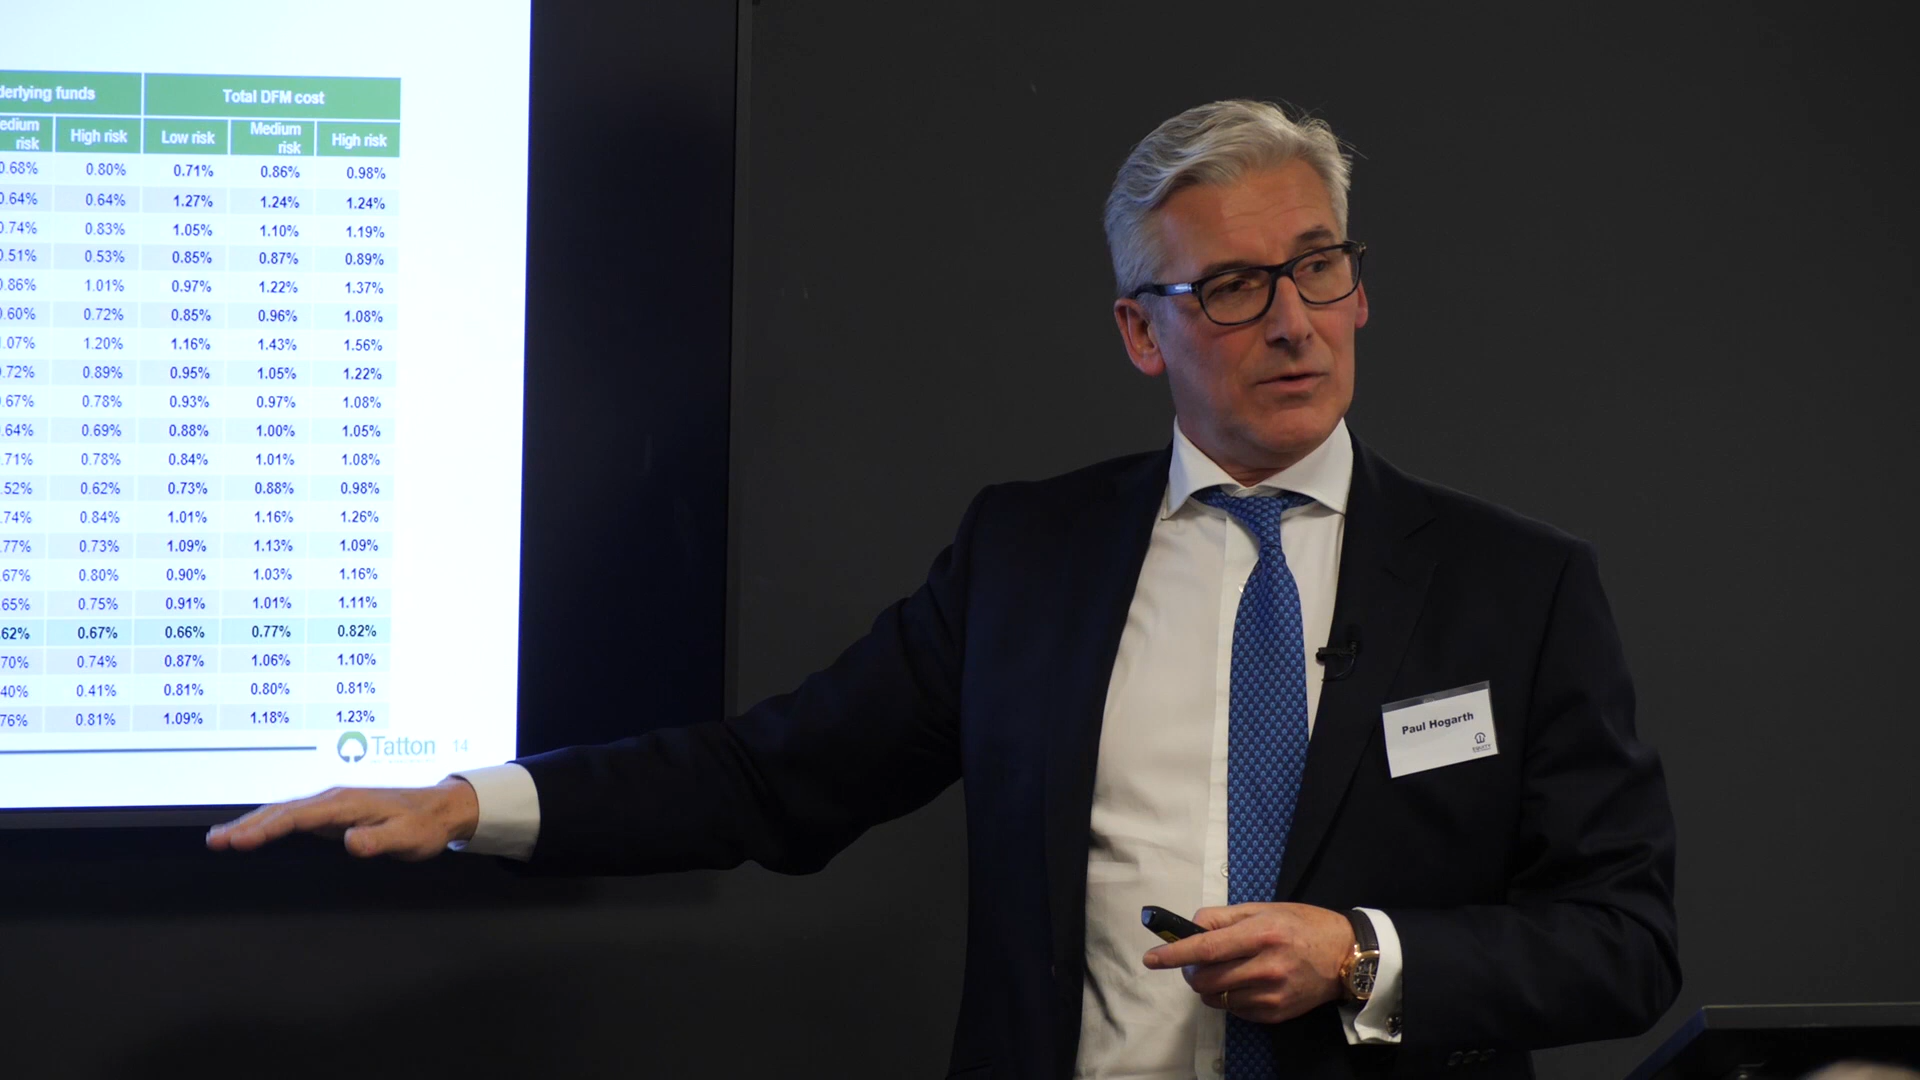 derlying funds Total DFM cost
edium risk High risk Low risk Medium risk High risk
0.68% 0.80% 0.71% 0.86% 0.98%
0.64% 0.64% 1.27% 1.24% 1.24%
0.74% 0.83% 1.05% 1.10% 1.19%
0.51% 0.53% 0.85% 0.87% 0.89%
0.86% 1.01% 0.97% 1.22% 1.37%
0.60% 0.72% 0.85% 0.96% 1.08%
.07% 1.20% 1.16% 1.43% 1.56%
.72% 0.89% 0.95% 1.05% 1.22%
.67% 0.78% 0.93% 0.97% 1.08%
.64% 0.69% 0.88% 1.00% 1.05%
.71% 0.78% 0.84% 1.01% 1.08%
.52% 0.62% 0.73% 0.88% 0.98%
.74% 0.84% 1.01% 1.16% 1.26%
.77% 0.73% 1.09% 1.13% 1.09%
.67% 0.80% 0.90% 1.03% 1.16%
.65% 0.75% 0.91% 1.01% 1.11%
.62% 0.67% 0.66% 0.77% 0.82%
70% 0.74% 0.87% 1.06% 1.10%
40% 0.41% 0.81% 0.80% 0.81%
76% 0.81% 1.09% 1.18% 1.23%
Tatton 14
Paul Hogarth
EQUITY